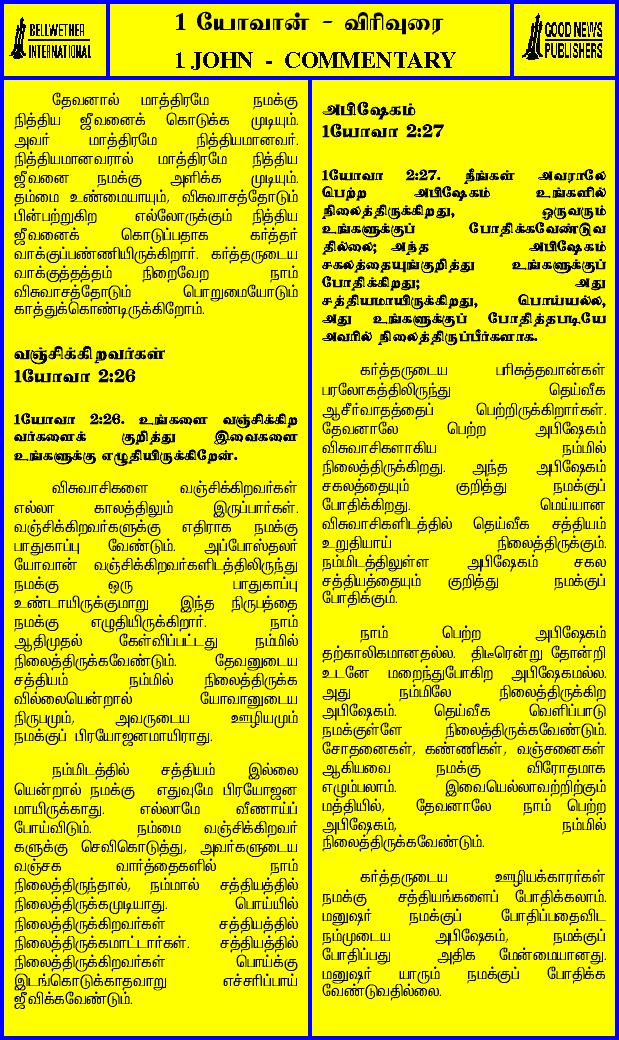 BELLWETHER
INTERNATIONAL
1 யோவான் - விரிவுரை
1 JOHN - COMMENTARY
GOOD NEWS
PUBLISHERS
தேவனால் மாத்திரமே நமக்கு
நித்திய ஜீவனைக் கொடுக்க முடியும்.
அவர் மாத்திரமே நித்தியமானவர்.
நித்தியமானவரால் மாத்திரமே நித்திய
ஜீவனை நமக்கு அளிக்க முடியும்.
தம்மை உண்மையாயும், விசுவாசத்தோடும்
பின்பற்றுகிற எல்லோருக்கும் நித்திய
ஜீவனைக் கொடுப்பதாக கர்த்தர்
வாக்குப்பண்ணியிருக்கிறார். கர்த்தருடைய
வாக்குத்தத்தம் நிறைவேற நாம்
விசுவாசத்தோடும் பொறுமையோடும்
காத்துக்கொண்டிருக்கிறோம்.
வஞ்சிக்கிறவர்கள்
1யோவா 2:26
1யோவா 2:26. உங்களை வஞ்சிக்கிற
வர்களைக் குறித்து இவைகளை
உங்களுக்கு எழுதியிருக்கிறேன்.
விசுவாசிகளை வஞ்சிக்கிறவர்கள்
எல்லா காலத்திலும் இருப்பார்கள்.
வஞ்சிக்கிறவர்களுக்கு எதிராக நமக்கு
பாதுகாப்பு வேண்டும். அப்போஸ்தலர்
யோவான் வஞ்சிக்கிறவர்களிடத்திலிருந்து
நமக்கு ஒரு பாதுகாப்பு
உண்டாயிருக்குமாறு இந்த நிருபத்தை
நமக்கு எழுதியிருக்கிறார். நாம்
ஆதிமுதல் கேள்விப்பட்டது நம்மில்
நிலைத்திருக்கவேண்டும். தேவனுடைய
சத்தியம் நம்மில் நிலைத்திருக்க
வில்லையென்றால் யோவானுடைய
நிருபமும், அவருடைய ஊழியமும்
நமக்குப் பிரயோஜனமாயிராது.
நம்மிடத்தில் சத்தியம் இல்லை
யென்றால் நமக்கு எதுவுமே பிரயோஜன
மாயிருக்காது. எல்லாமே வீணாய்ப்
போய்விடும். நம்மை வஞ்சிக்கிறவர்
களுக்கு செவிகொடுத்து, அவர்களுடைய
வஞ்சக வார்த்தைகளில் நாம்
நிலைத்திருந்தால், நம்மால் சத்தியத்தில்
நிலைத்திருக்கமுடியாது. பொய்யில்
நிலைத்திருக்கிறவர்கள் சத்தியத்தில்
நிலைத்திருக்கமாட்டார்கள். சத்தியத்தில்
நிலைத்திருக்கிறவர்கள் பொய்க்கு
இடங்கொடுக்காதவாறு எச்சரிப்பாய்
ஜீவிக்கவேண்டும்.
அபிஷேகம்
1யோவா 2:27
1யோவா 2:27. நீங்கள் அவராலே
பெற்ற அபிஷேகம் உங்களில்
நிலைத்திருக்கிறது, ஒருவரும்
உங்களுக்குப் போதிக்கவேண்டுவ
தில்லை; அந்த அபிஷேகம்
சகலத்தையுங்குறித்து உங்களுக்குப்
போதிக்கிறது; அது
சத்தியமாயிருக்கிறது, பொய்யல்ல,
அது உங்களுக்குப் போதித்தபடியே
அவரில் நிலைத்திருப்பீர்களாக.
கர்த்தருடைய பரிசுத்தவான்கள்
பரலோகத்திலிருந்து தெய்வீக
ஆசீர்வாதத்தைப் பெற்றிருக்கிறார்கள்.
தேவனாலே பெற்ற அபிஷேகம்
விசுவாசிகளாகிய நம்மில்
நிலைத்திருக்கிறது. அந்த அபிஷேகம்
சகலத்தையும் குறித்து நமக்குப்
போதிக்கிறது. மெய்யான
விசுவாசிகளிடத்தில் தெய்வீக சத்தியம்
உறுதியாய் நிலைத்திருக்கும்.
நம்மிடத்திலுள்ள அபிஷேகம் சகல
சத்தியத்தையும் குறித்து நமக்குப்
போதிக்கும்.
நாம் பெற்ற அபிஷேகம்
தற்காலிகமானதல்ல. திடீரென்று தோன்றி
உடனே மறைந்துபோகிற அபிஷேகமல்ல.
அது நம்மிலே நிலைத்திருக்கிற
அபிஷேகம். தெய்வீக வெளிப்பாடு
நமக்குள்ளே நிலைத்திருக்கவேண்டும்.
சோதனைகள், கண்ணிகள், வஞ்சனைகள்
ஆகியவை நமக்கு விரோதமாக
எழும்பலாம். இவையெல்லாவற்றிற்கும்
மத்தியில், தேவனாலே நாம் பெற்ற
அபிஷேகம், நம்மில்
நிலைத்திருக்கவேண்டும்.
கர்த்தருடைய ஊழியக்காரர்கள்
நமக்கு சத்தியங்களைப் போதிக்கலாம்.
மனுஷர் நமக்குப் போதிப்பதைவிட
நம்முடைய அபிஷேகம், நமக்குப்
போதிப்பது அதிக மேன்மையானது.
மனுஷர் யாரும் நமக்குப் போதிக்க
வேண்டுவதில்லை.